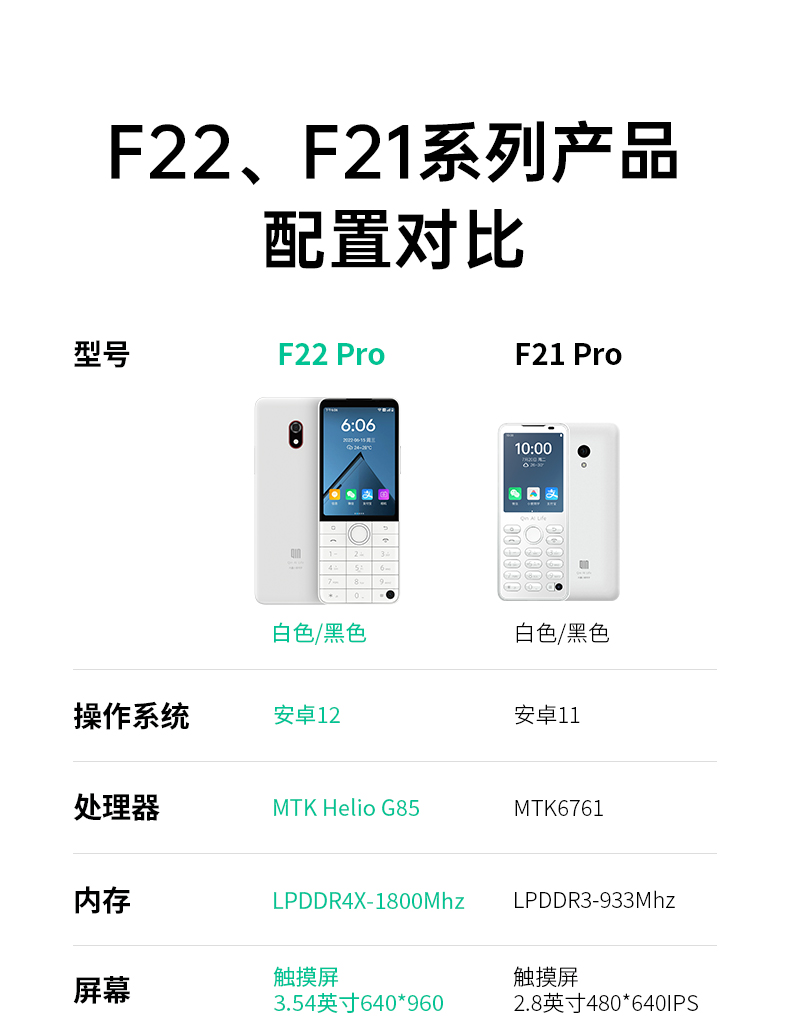 F22、F21系列产品
配置对比
型号 F22 Pro F21 Pro
6:06
10:00
Qin AI Life
白色/黑色 白色/黑色
操作系统 安卓12 安卓11
处理器 MTK Helio G85 MTK6761
内存 LPDDR4X-1800Mhz LPDDR3-933Mhz
屏幕 触摸屏 触摸屏
3.54英寸640*960 2.8英寸480*640IPS